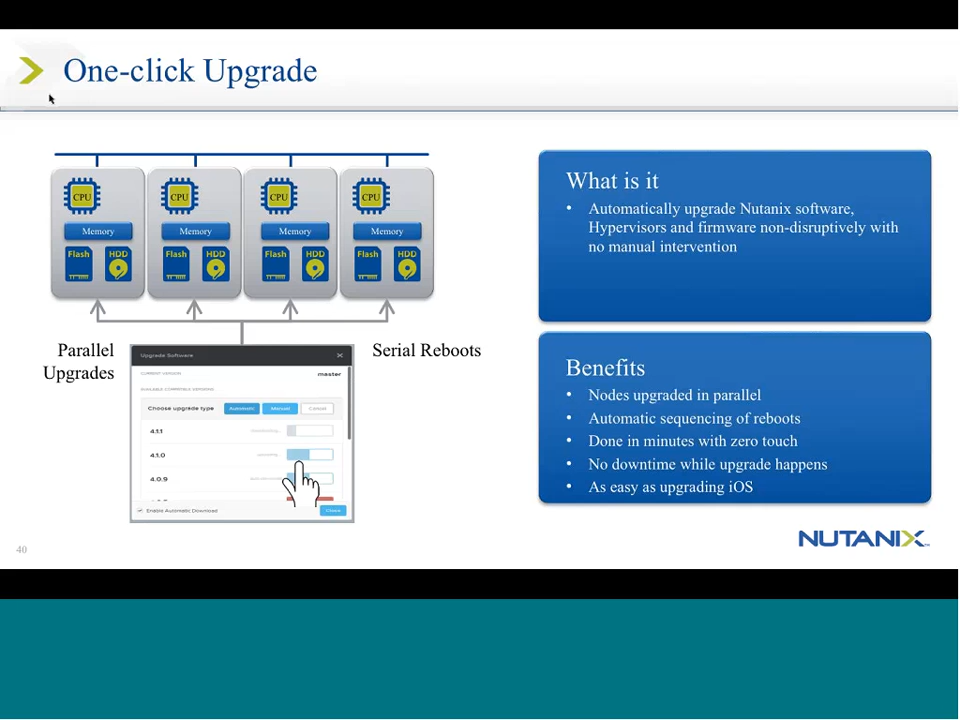 One-click Upgrade
CPU CPU CPU CPU
Memory Memory Memory Memory
Flash HDD Flash HDD Flash HDD Flash HDD
Parallel
Upgrades
Serial Reboots
Upgrade Software
CURRENT VERSION
master
AVAILABLE COMPATIBLE VERSIONS
Choose upgrade type Automatic Manual Cancel
4.1.1
4.1.0
4.0.9
Enable Automatic Download
Close
What is it
• Automatically upgrade Nutanix software,
Hypervisors and firmware non-disruptively with
no manual intervention
Benefits
• Nodes upgraded in parallel
• Automatic sequencing of reboots
• Done in minutes with zero touch
• No downtime while upgrade happens
• As easy as upgrading iOS
40
NUTANIX